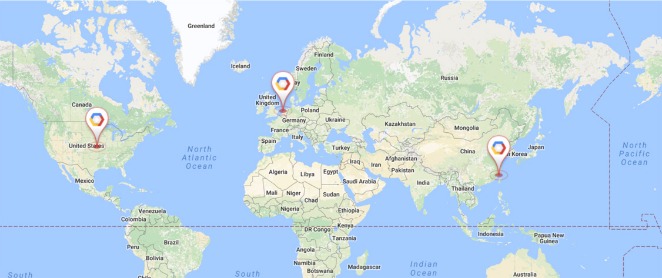 Greenland
Iceland
Finland
Sweden
Russia
Canada
United
Kingdom
Poland
Germany
Ukraine
Kazakhstan
Mongolia
France
Italy
Spain
Turkey
United States
North
Atlantic
Ocean
Afghanistan
Iraq
Iran
Pakistan
China
S Korea
Japan
North
Pacific
Ocean
Algeria
Libya
Egypt
Saudi Arabia
India
Thailand
Mexico
Mali
Niger
Chad
Sudan
Nigeria
Ethiopia
Venezuela
Colombia
DR Congo
Kenya
Tanzania
Indonesia
Papua New
Guinea
Peru
Brazil
Bolivia
Angola
Namibia
Botswana
Madagascar
Chile
South
South
Indian
Ocean
Australia